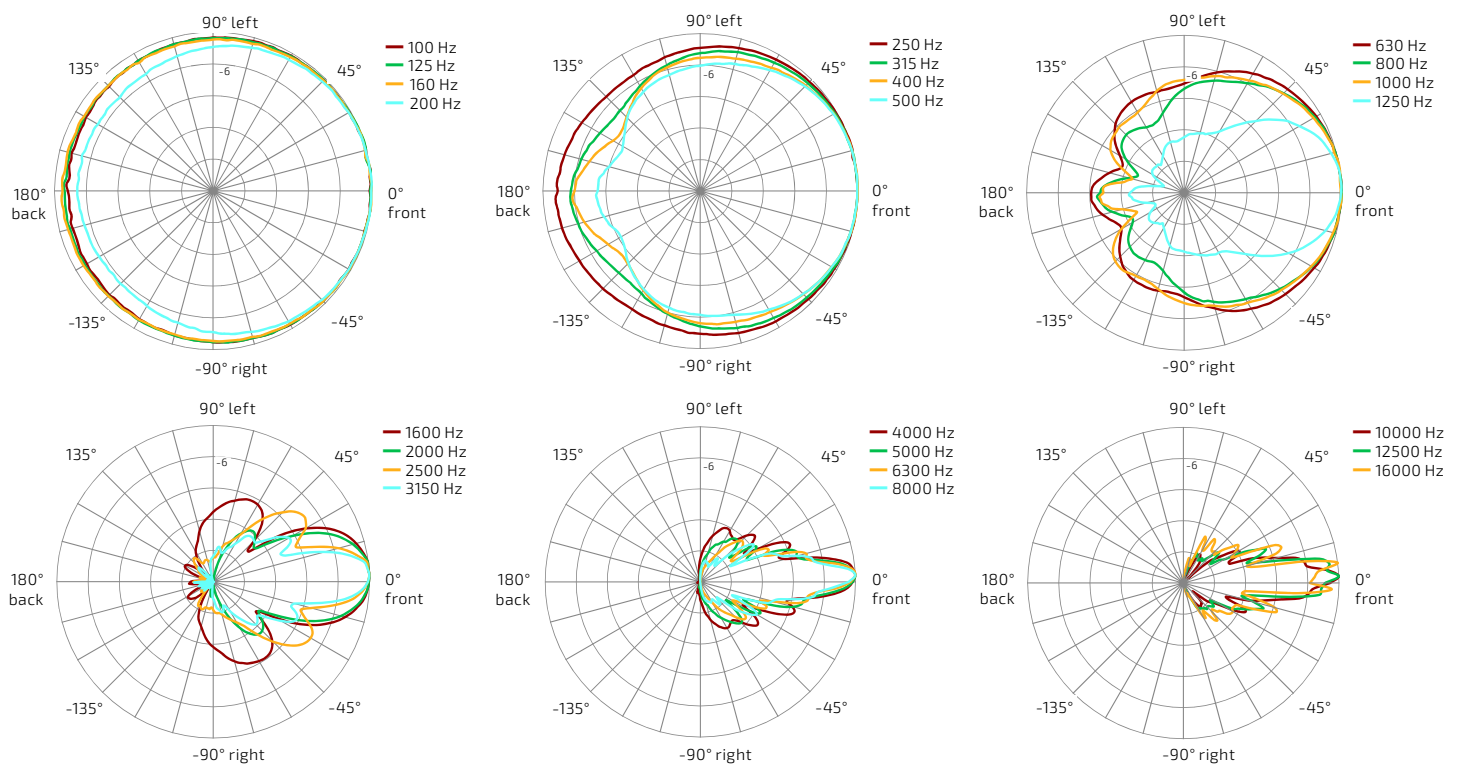 90° left
135°
45°
-6
180°
back
0°
front
-135°
-45°
-90° right
100 Hz
125 Hz
160 Hz
200 Hz
90° left
135°
45°
-6
180°
back
0°
front
-135°
-45°
-90° right
250 Hz
315 Hz
400 Hz
500 Hz
90° left
135°
45°
-6
180°
back
0°
front
-135°
-45°
-90° right
630 Hz
800 Hz
1000 Hz
1250 Hz
90° left
135°
45°
-6
180°
back
0°
front
-135°
-45°
-90° right
1600 Hz
2000 Hz
2500 Hz
3150 Hz
90° left
135°
45°
-6
180°
back
0°
front
-135°
-45°
-90° right
4000 Hz
5000 Hz
6300 Hz
8000 Hz
90° left
135°
45°
-6
180°
back
0°
front
-135°
-45°
-90° right
10000 Hz
12500 Hz
16000 Hz